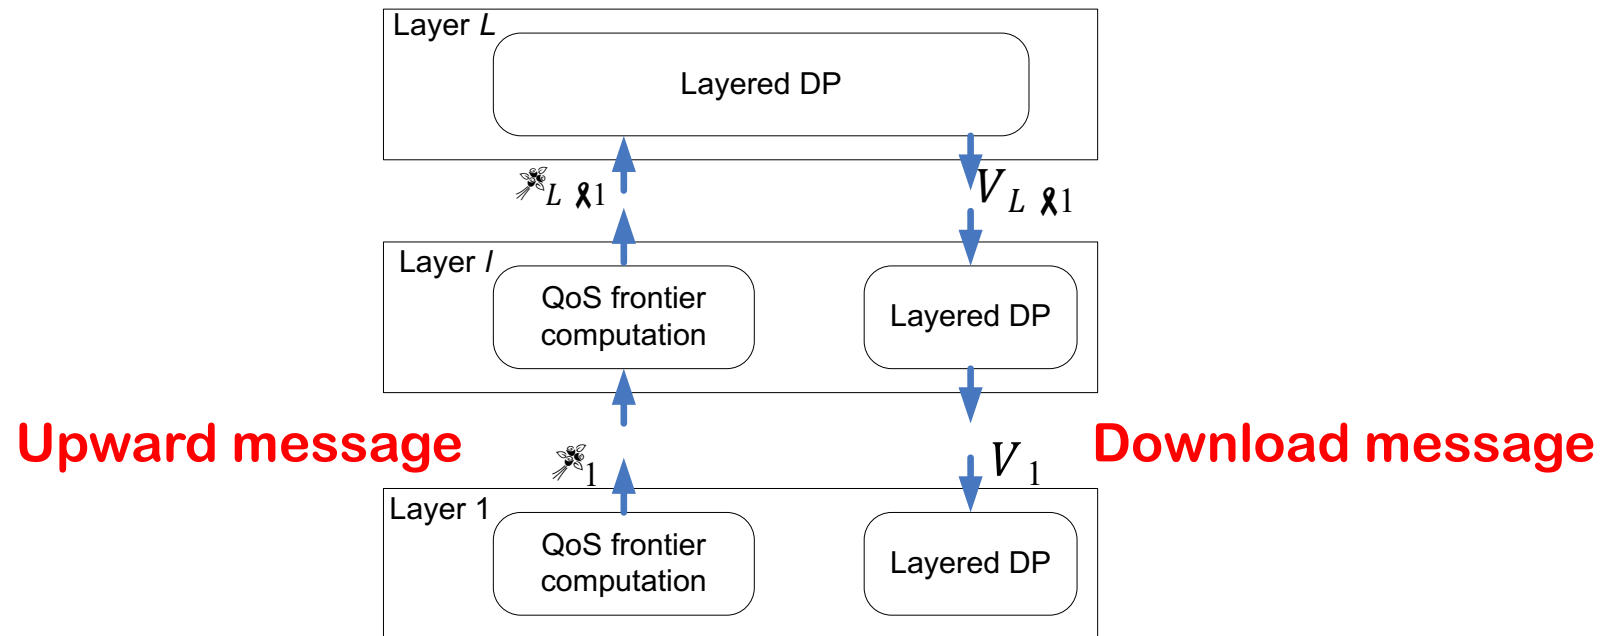 Layer L
Layered DP
💐L 🎗1
V L 🎗1
Layer l
QoS frontier
computation
Layered DP
Upward message
Download message
💐1
V 1
Layer 1
QoS frontier
computation
Layered DP